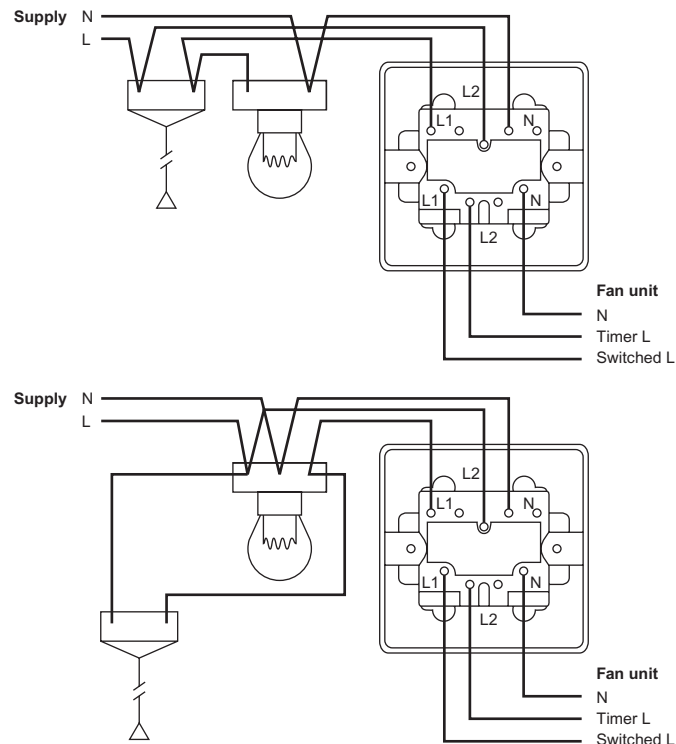 Supply N
L
L2
L1 N
L1 N
L2
Fan unit
N
Timer L
Switched L
Supply N
L
L2
L1 N
L1 N
L2
Fan unit
N
Timer L
Switched L